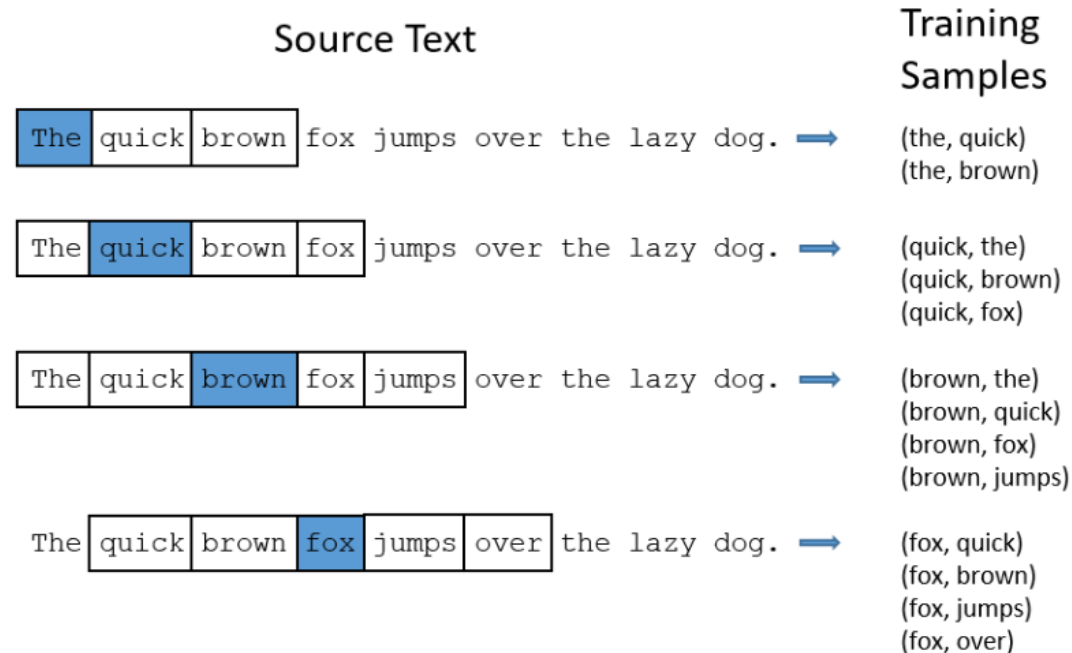 Source Text
Training
Samples
The quick brown fox jumps over the lazy dog.
(the, quick)
(the, brown)
The quick brown fox jumps over the lazy dog.
(quick, the)
(quick, brown)
(quick, fox)
The quick brown fox jumps over the lazy dog.
(brown, the)
(brown, quick)
(brown, fox)
(brown, jumps)
The quick brown fox jumps over the lazy dog.
(fox, quick)
(fox, brown)
(fox, jumps)
(fox, over)